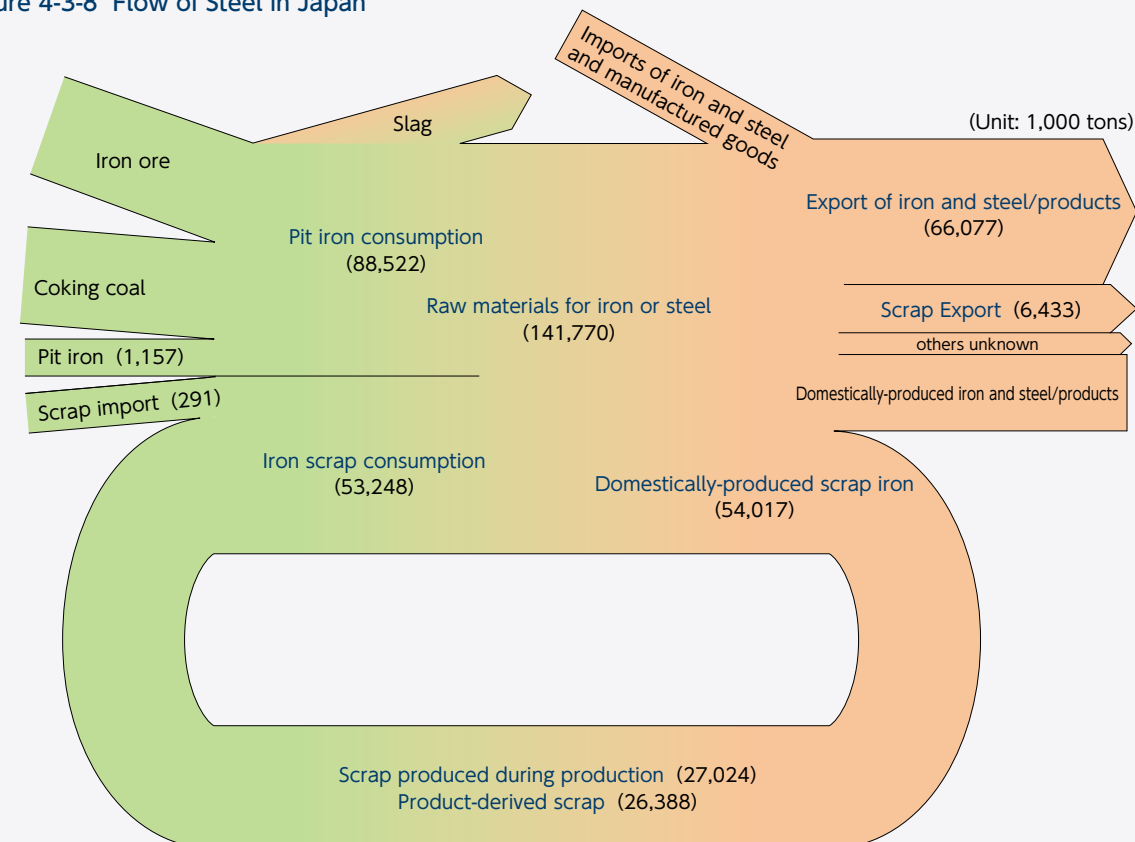 ure 4-3-8 Flow of Steel in Japan
Imports of iron and steel
and manufactured goods
(Unit: 1,000 tons)
Slag
Iron ore
Export of iron and steel/products
(66,077)
Pit iron consumption
(88,522)
Coking coal
Raw materials for iron or steel
(141,770)
Scrap Export (6,433)
others unknown
Pit iron (1,157)
Domestically-produced iron and steel/products
Scrap import (291)
Iron scrap consumption
(53,248)
Domestically-produced scrap iron
(54,017)
Scrap produced during production (27,024)
Product-derived scrap (26,388)